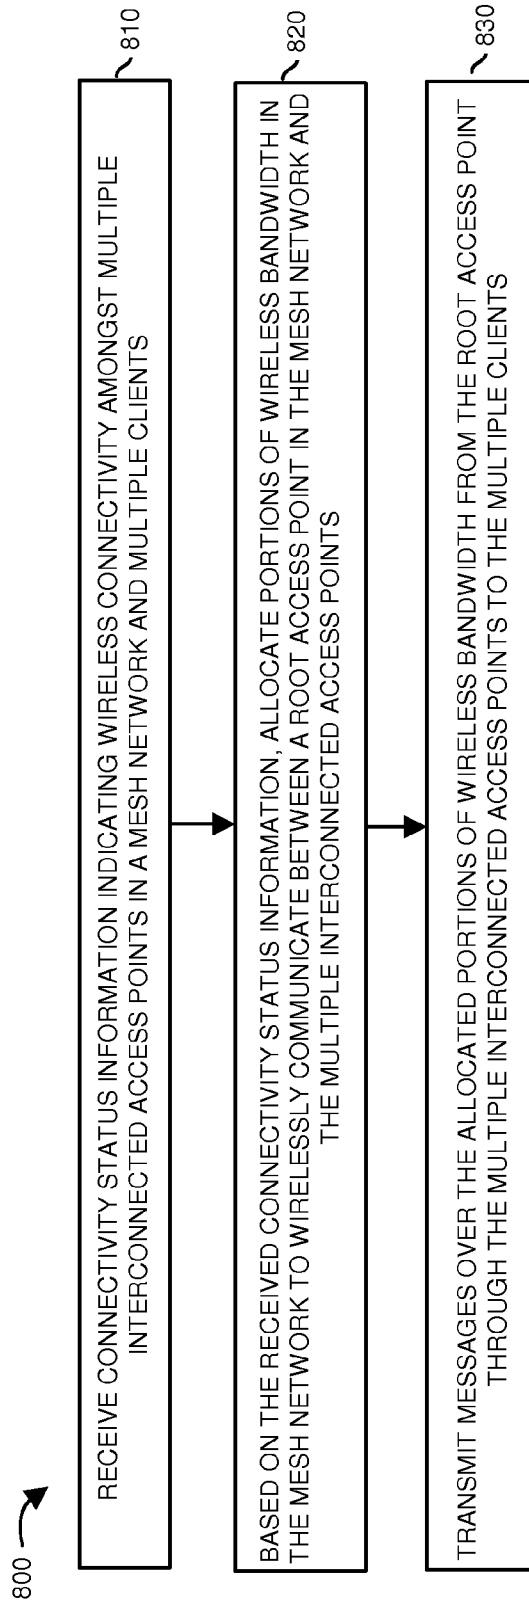 800
810
RECEIVE CONNECTIVITY STATUS INFORMATION INDICATING WIRELESS CONNECTIVITY AMONGST MULTIPLE
INTERCONNECTED ACCESS POINTS IN A MESH NETWORK AND MULTIPLE CLIENTS
820
BASED ON THE RECEIVED CONNECTIVITY STATUS INFORMATION, ALLOCATE PORTIONS OF WIRELESS BANDWIDTH IN
THE MESH NETWORK TO WIRELESSLY COMMUNICATE BETWEEN A ROOT ACCESS POINT IN THE MESH NETWORK AND
THE MULTIPLE INTERCONNECTED ACCESS POINTS
830
TRANSMIT MESSAGES OVER THE ALLOCATED PORTIONS OF WIRELESS BANDWIDTH FROM THE ROOT ACCESS POINT
THROUGH THE MULTIPLE INTERCONNECTED ACCESS POINTS TO THE MULTIPLE CLIENTS